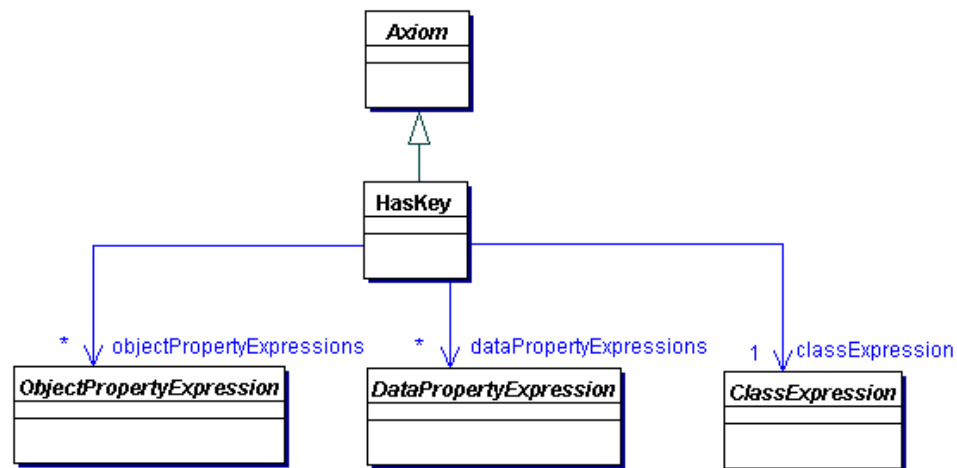 Axiom
HasKey
* objectPropertyExpressions
* dataPropertyExpressions
1 classExpression
ObjectPropertyExpression
DataPropertyExpression
ClassExpression